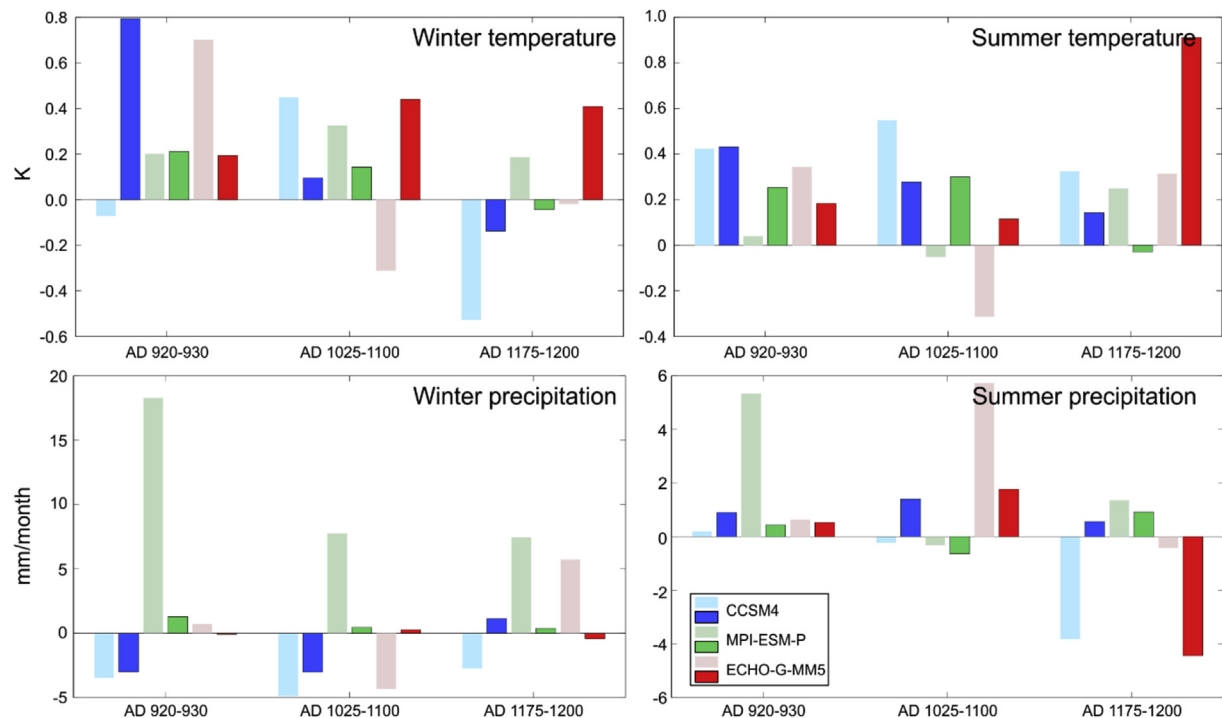 Winter temperature
K
0.8
0.6
0.4
0.2
0.0
-0.2
-0.4
-0.6
AD 920-930 AD 1025-1100 AD 1175-1200
Summer temperature
1.0
0.8
0.6
0.4
0.2
0
-0.2
-0.4
AD 920-930 AD 1025-1100 AD 1175-1200
Winter precipitation
mm/month
20
15
10
5
0
-5
AD 920-930 AD 1025-1100 AD 1175-1200
Summer precipitation
6
4
2
0
-2
-4
-6
CCSM4
MPI-ESM-P
ECHO-G-MM5
AD 920-930 AD 1025-1100 AD 1175-1200